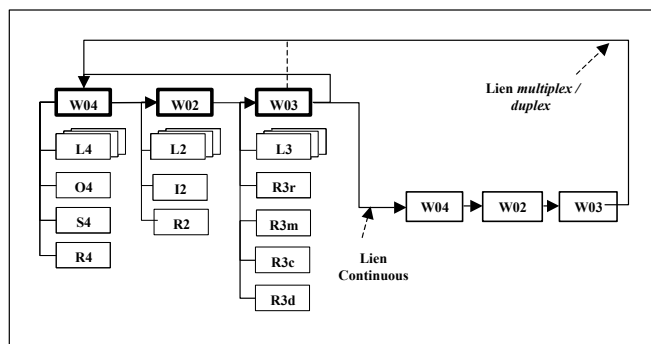 Lien multiplex /
duplex
W04 W02 W03
L4 L2 L3
O4 I2 R3r
S4 R2 R3m
R4 R3c
R3d
W04 W02 W03
Lien
Continuous